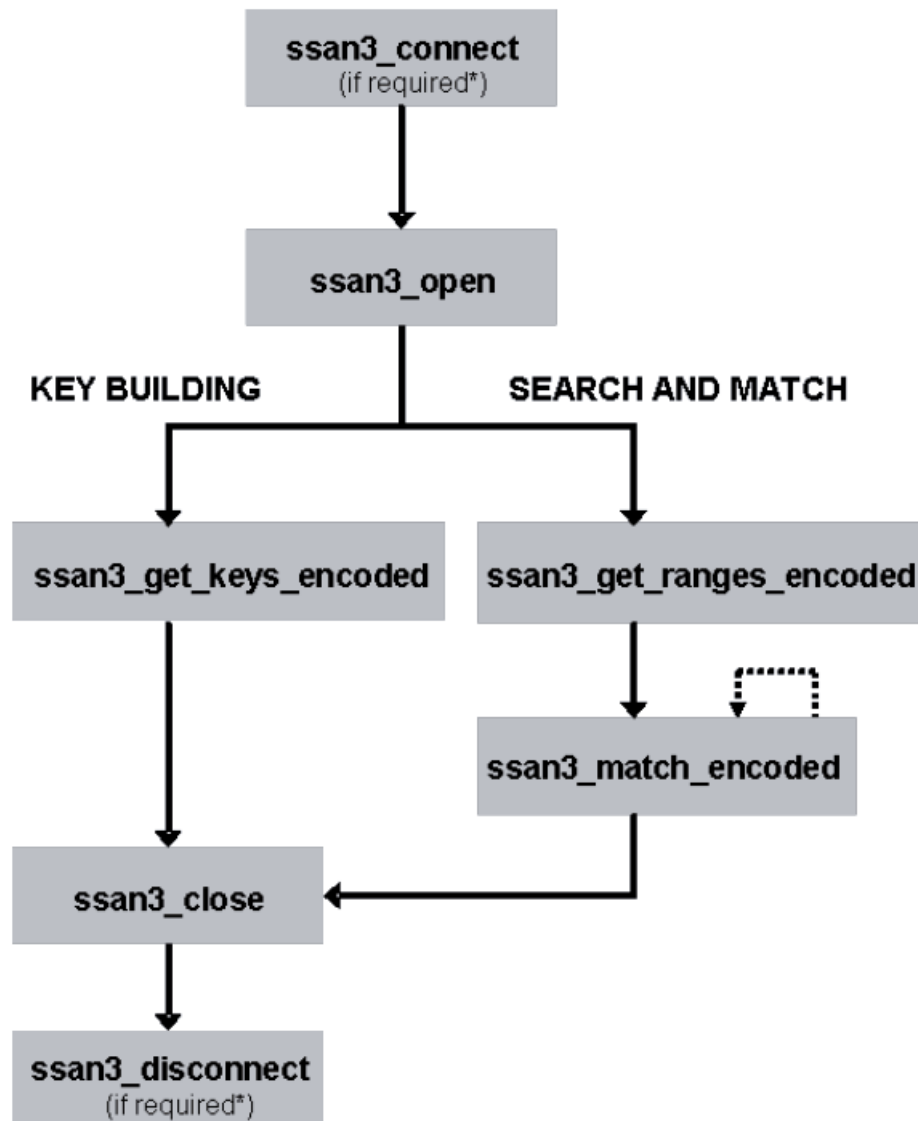 ssan3_connect
(if required*)
ssan3_open
KEY BUILDING
SEARCH AND MATCH
ssan3_get_keys_encoded
ssan3_get_ranges_encoded
ssan3_match_encoded
ssan3_close
ssan3_disconnect
(if required*)